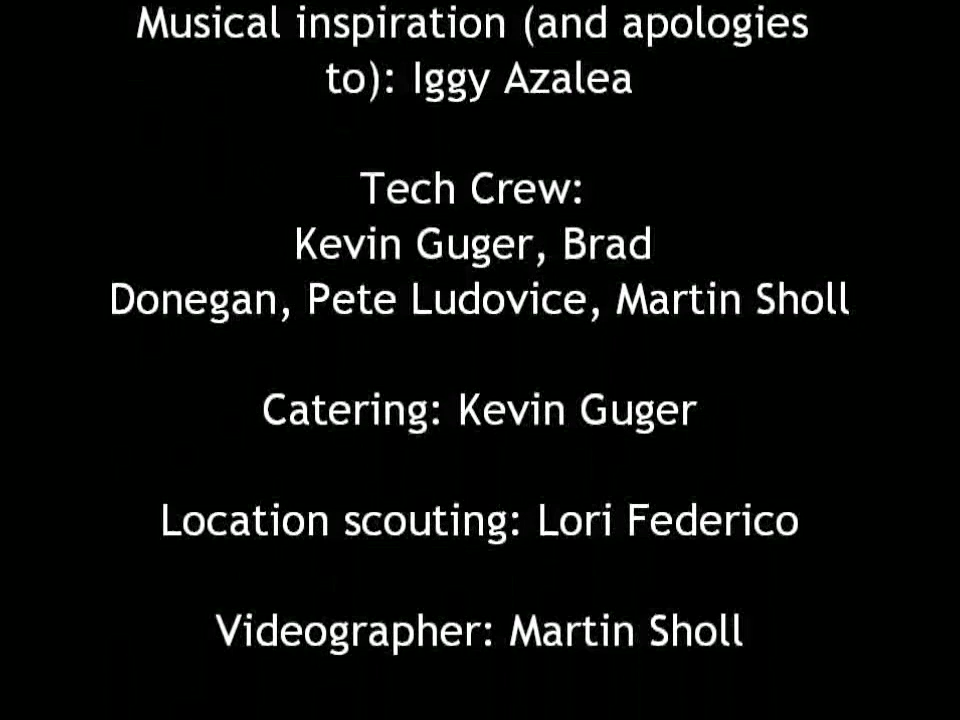 Musical inspiration (and apologies
to): Iggy Azalea
Tech Crew:
Kevin Guger, Brad
Donegan, Pete Ludovice, Martin Sholl
Catering: Kevin Guger
Location scouting: Lori Federico
Videographer: Martin Sholl